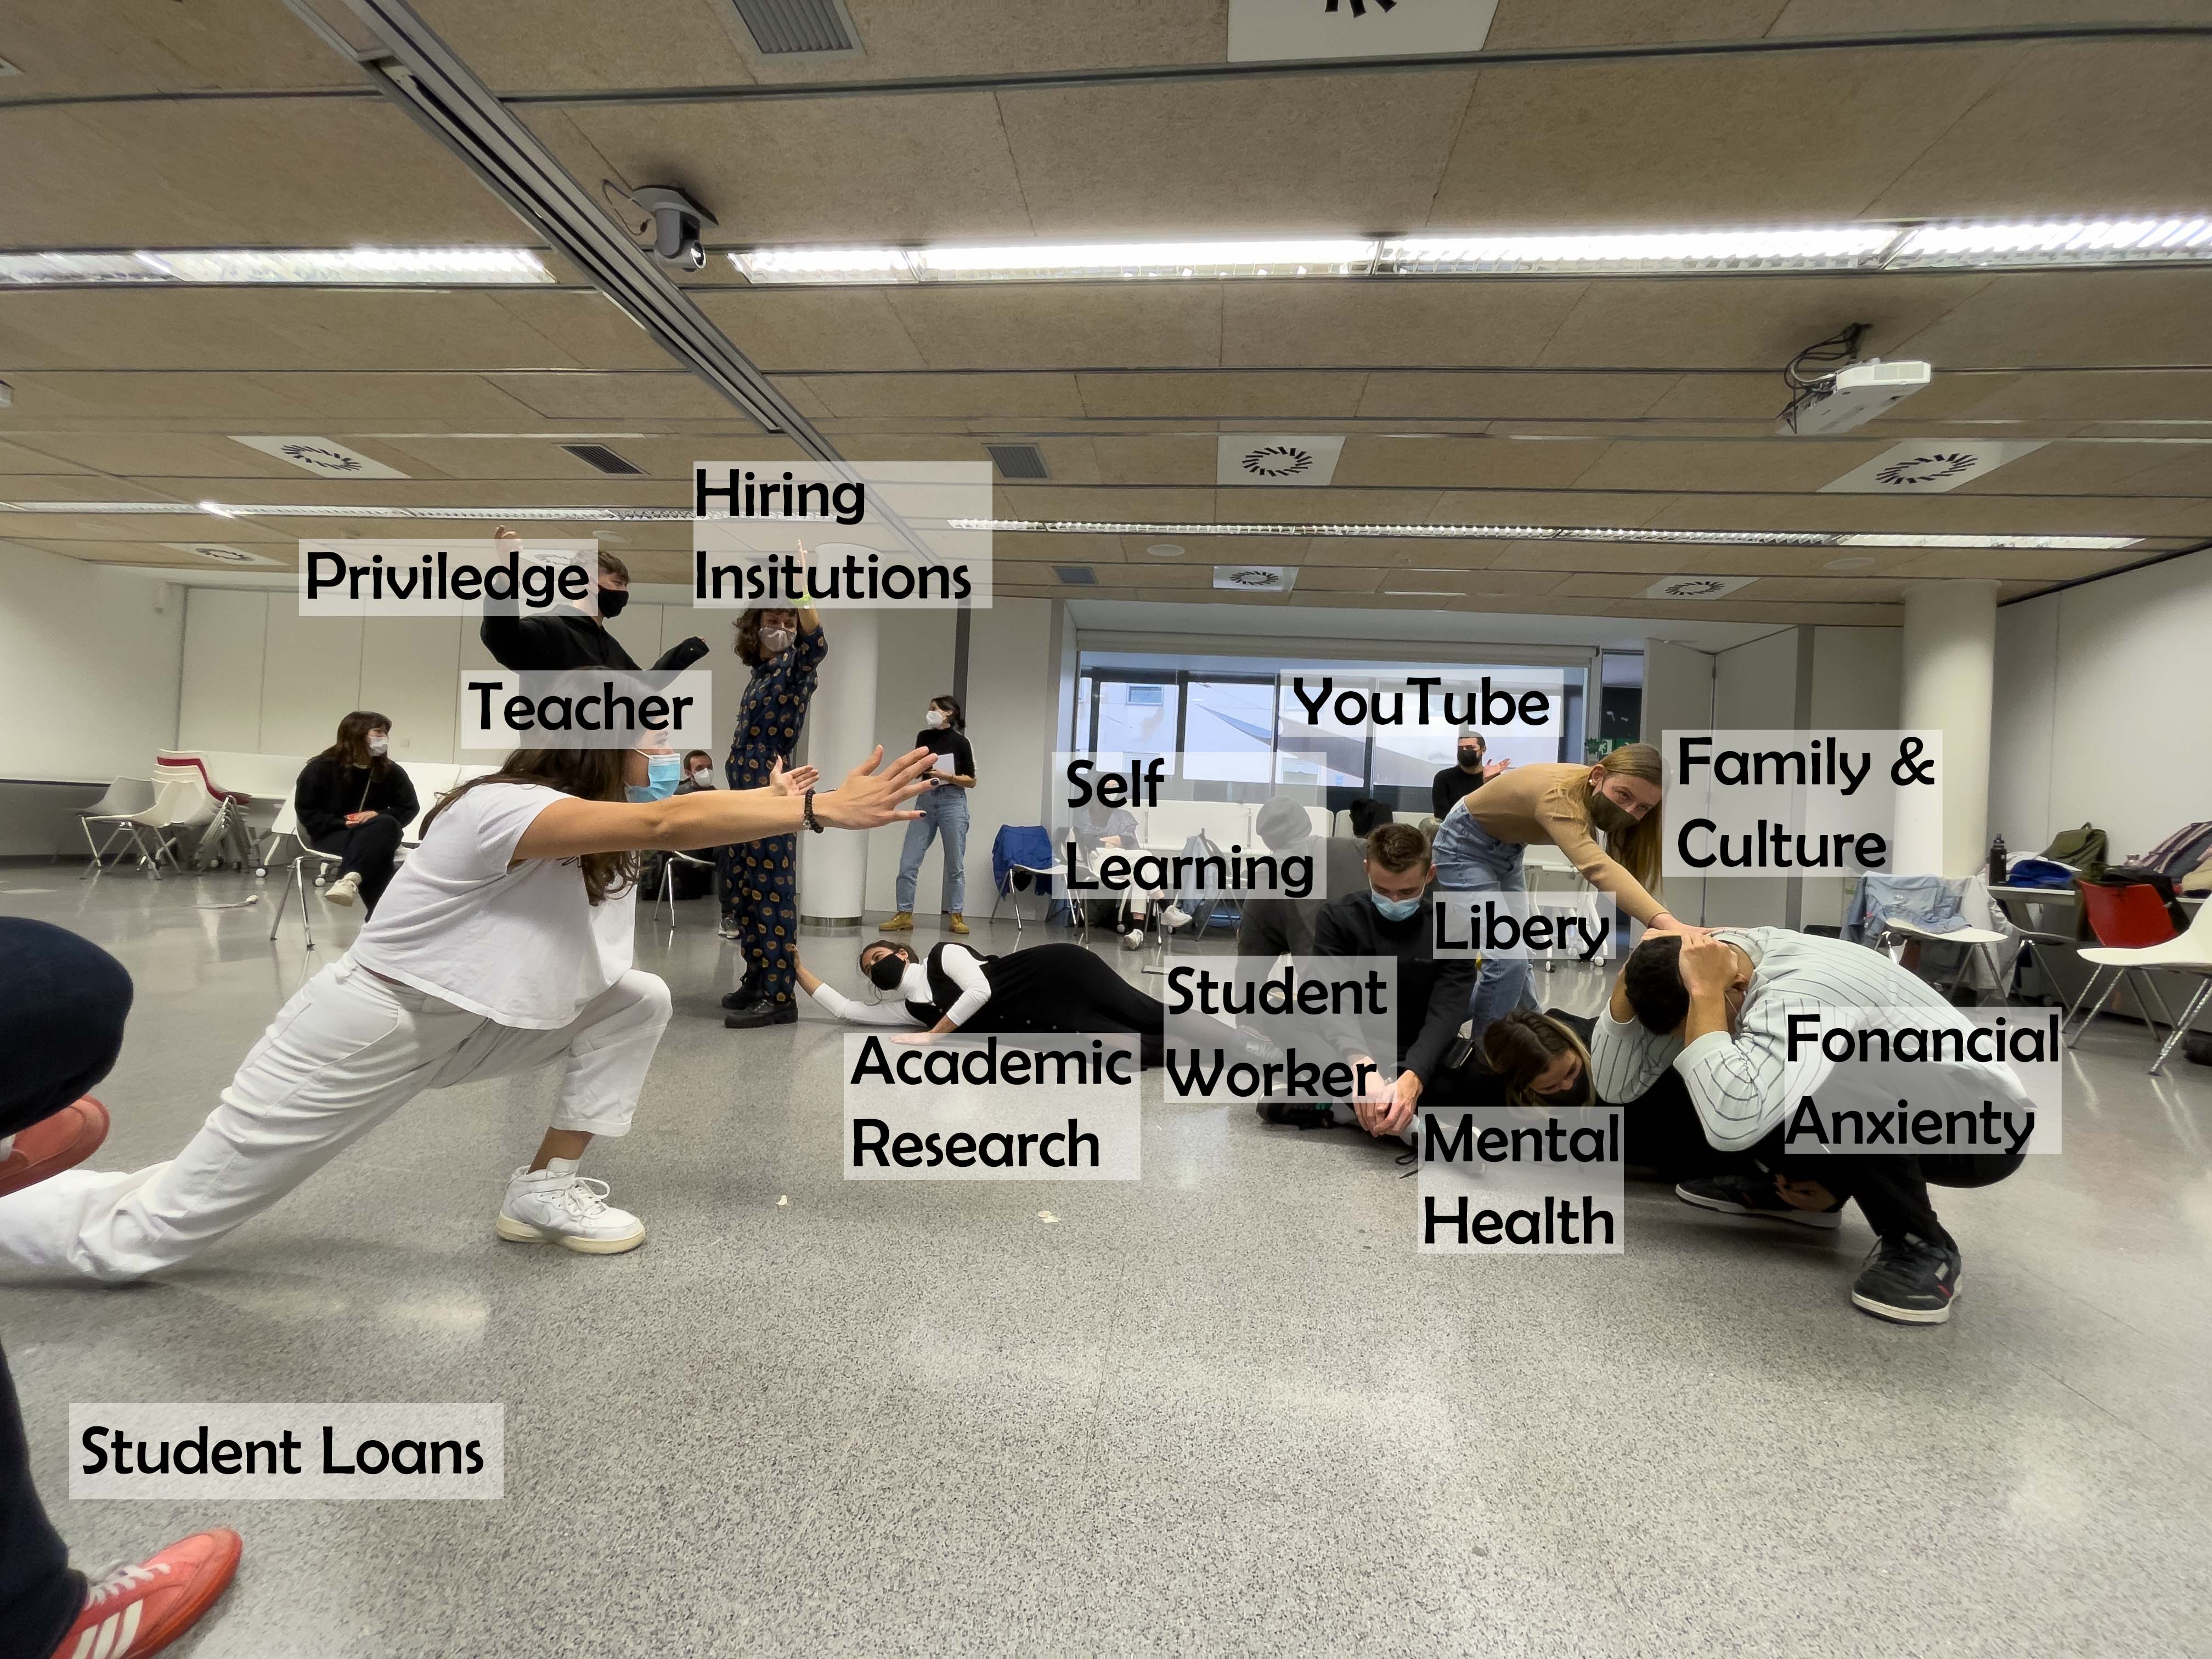 Hiring
Insitutions
Priviledge
Teacher
YouTube
Self
Learning
Family &
Culture
Libery
Student
Worker
Academic
Research
Fonancial
Anxienty
Mental
Health
Student Loans